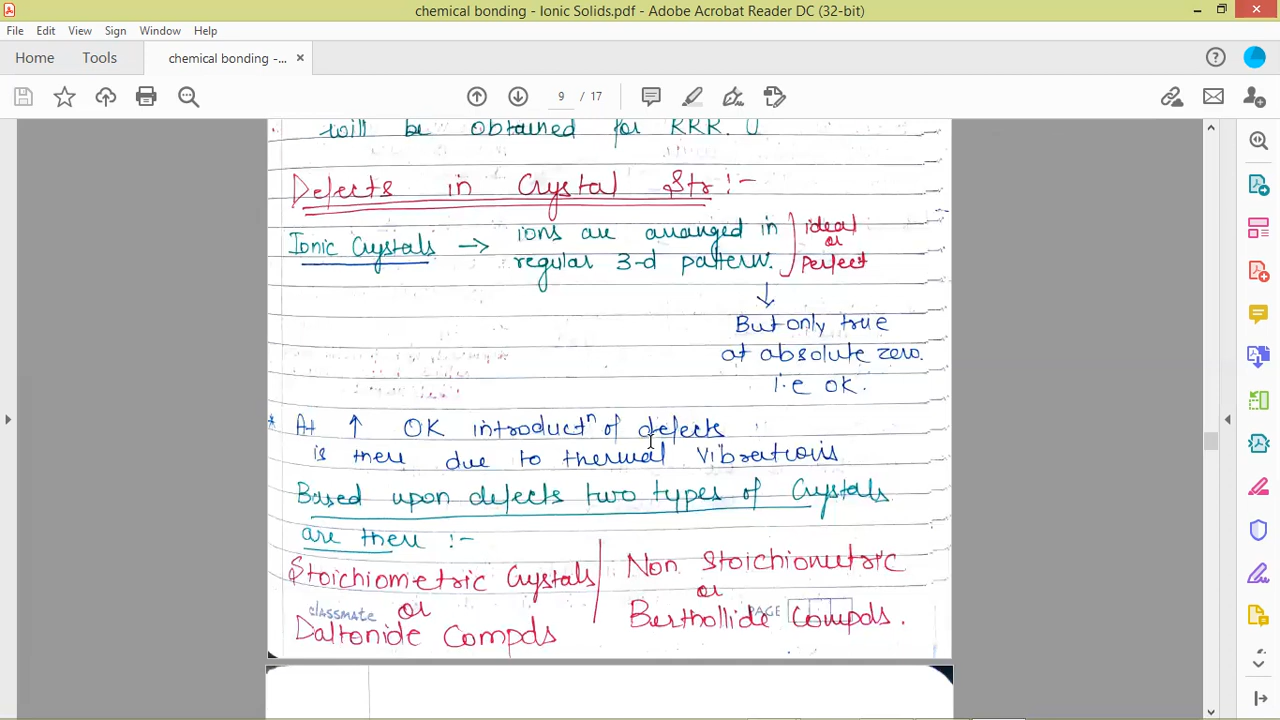 chemical bonding - Ionic Solids.pdf - Adobe Acrobat Reader DC (32-bit)
File Edit View Sign Window Help
Home Tools chemical bonding -... ×
9 / 17
will be obtained for KKK.
Defects in Crystal Str :-
Ionic Crystals → ions are arranged in regular 3-d pattern. ideal or Perfect
↓
But only true
at absolute zero.
i.e 0K.
* At ↑ 0K introductn of defects
is there due to thermal vibrations
Based upon defects two types of Crystals
are there :-
Stoichiometric Crystals
or
Daltonide Compds
Non Stoichiometric
or
Berthollide Compds.
classmate
PAGE